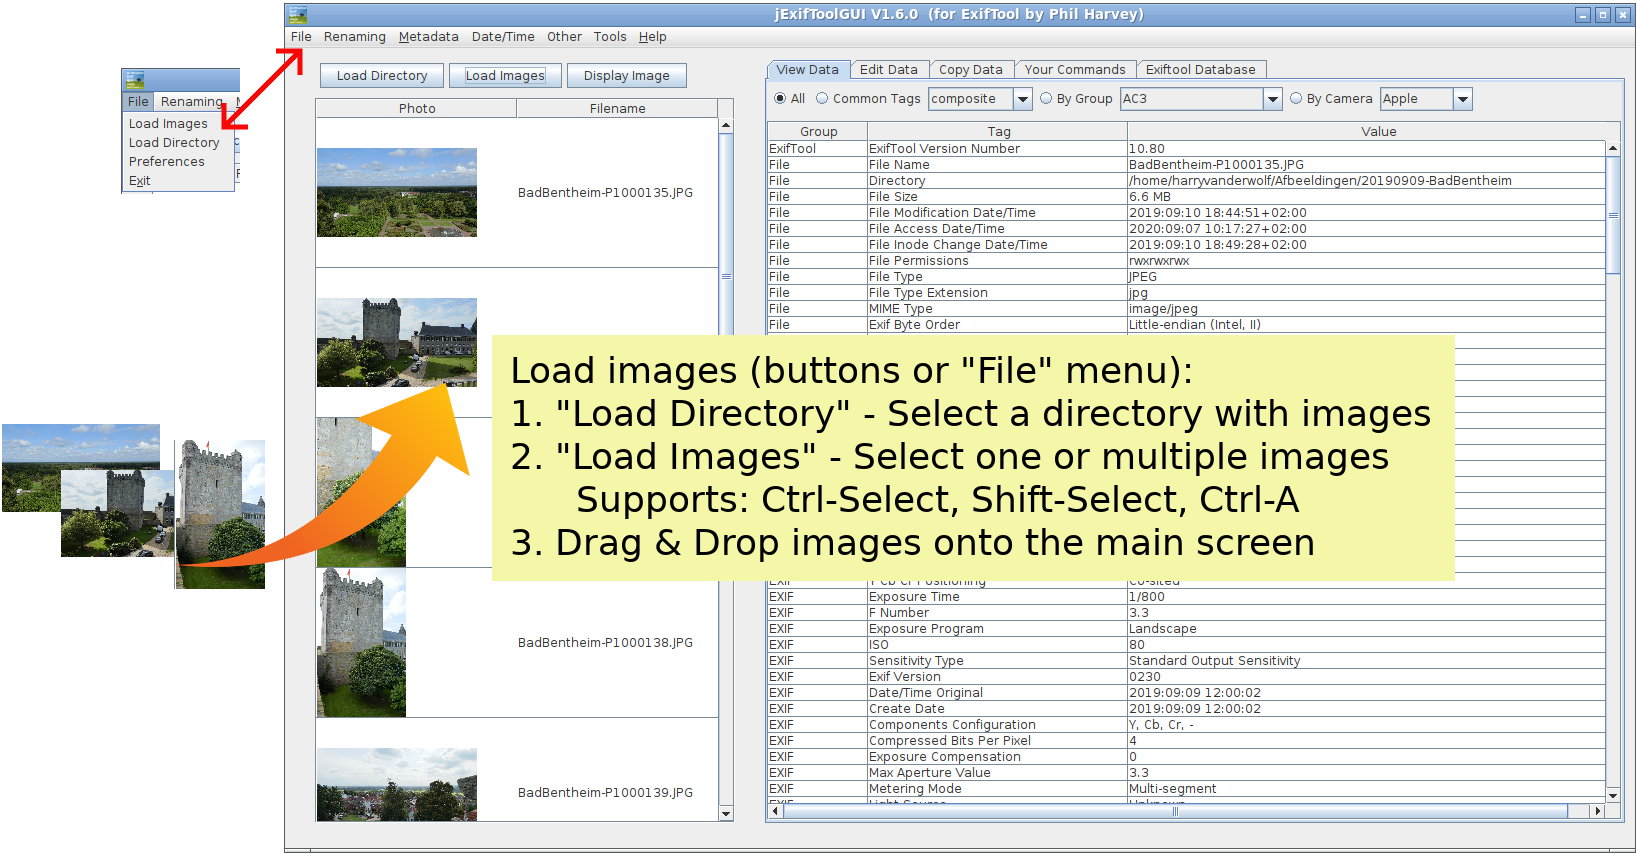 jExifToolGUI V1.6.0 (for ExifTool by Phil Harvey)
File Renaming Metadata Date/Time Other Tools Help
File Renaming
Load Images
Load Directory
Preferences
Exit
Load Directory Load Images Display Image
Photo Filename
BadBentheim-P1000135.JPG
BadBentheim-P1000138.JPG
BadBentheim-P1000139.JPG
View Data Edit Data Copy Data Your Commands Exiftool Database
All Common Tags composite By Group AC3 By Camera Apple
Group Tag Value
ExifTool ExifTool Version Number 10.80
File File Name BadBentheim-P1000135.JPG
File Directory /home/harryvanderwolf/Afbeeldingen/20190909-BadBentheim
File File Size 6.6 MB
File File Modification Date/Time 2019:09:10 18:44:51+02:00
File File Access Date/Time 2020:09:07 10:17:27+02:00
File File Inode Change Date/Time 2019:09:10 18:49:28+02:00
File File Permissions rwxrwxrwx
File File Type JPEG
File File Type Extension jpg
File MIME Type image/jpeg
File Exif Byte Order Little-endian (Intel, II)
Load images (buttons or "File" menu):
1. "Load Directory" - Select a directory with images
2. "Load Images" - Select one or multiple images
Supports: Ctrl-Select, Shift-Select, Ctrl-A
3. Drag & Drop images onto the main screen
EXIF Y Cb Cr Positioning Co-sited
EXIF Exposure Time 1/800
EXIF F Number 3.3
EXIF Exposure Program Landscape
EXIF ISO 80
EXIF Sensitivity Type Standard Output Sensitivity
EXIF Exif Version 0230
EXIF Date/Time Original 2019:09:09 12:00:02
EXIF Create Date 2019:09:09 12:00:02
EXIF Components Configuration Y, Cb, Cr, -
EXIF Compressed Bits Per Pixel 4
EXIF Exposure Compensation 0
EXIF Max Aperture Value 3.3
EXIF Metering Mode Multi-segment
EXIF Light Source Unknown